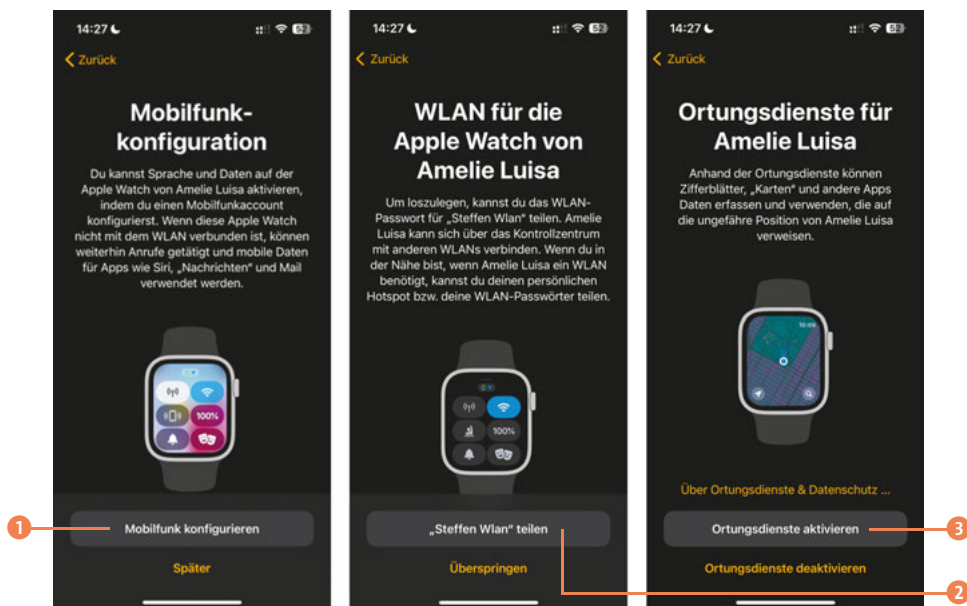 14:27
52
Zurück
Mobilfunk-
konfiguration
Du kannst Sprache und Daten auf der
Apple Watch von Amelie Luisa aktivieren,
indem du einen Mobilfunkaccount
konfigurierst. Wenn diese Apple Watch
nicht mit dem WLAN verbunden ist, können
weiterhin Anrufe getätigt und mobile Daten
für Apps wie Siri, „Nachrichten“ und Mail
verwendet werden.
100%
1
Mobilfunk konfigurieren
Später
14:27
52
Zurück
WLAN für die
Apple Watch von
Amelie Luisa
Um loszulegen, kannst du das WLAN-
Passwort für „Steffen Wlan“ teilen. Amelie
Luisa kann sich über das Kontrollzentrum
mit anderen WLANs verbinden. Wenn du in
der Nähe bist, wenn Amelie Luisa ein WLAN
benötigt, kannst du deinen persönlichen
Hotspot bzw. deine WLAN-Passwörter teilen.
100%
„Steffen Wlan“ teilen
Überspringen
2
14:27
52
Zurück
Ortungsdienste für
Amelie Luisa
Anhand der Ortungsdienste können
Zifferblätter, „Karten“ und andere Apps
Daten erfassen und verwenden, die auf
die ungefähre Position von Amelie Luisa
verweisen.
10:09
Über Ortungsdienste & Datenschutz ...
Ortungsdienste aktivieren
3
Ortungsdienste deaktivieren